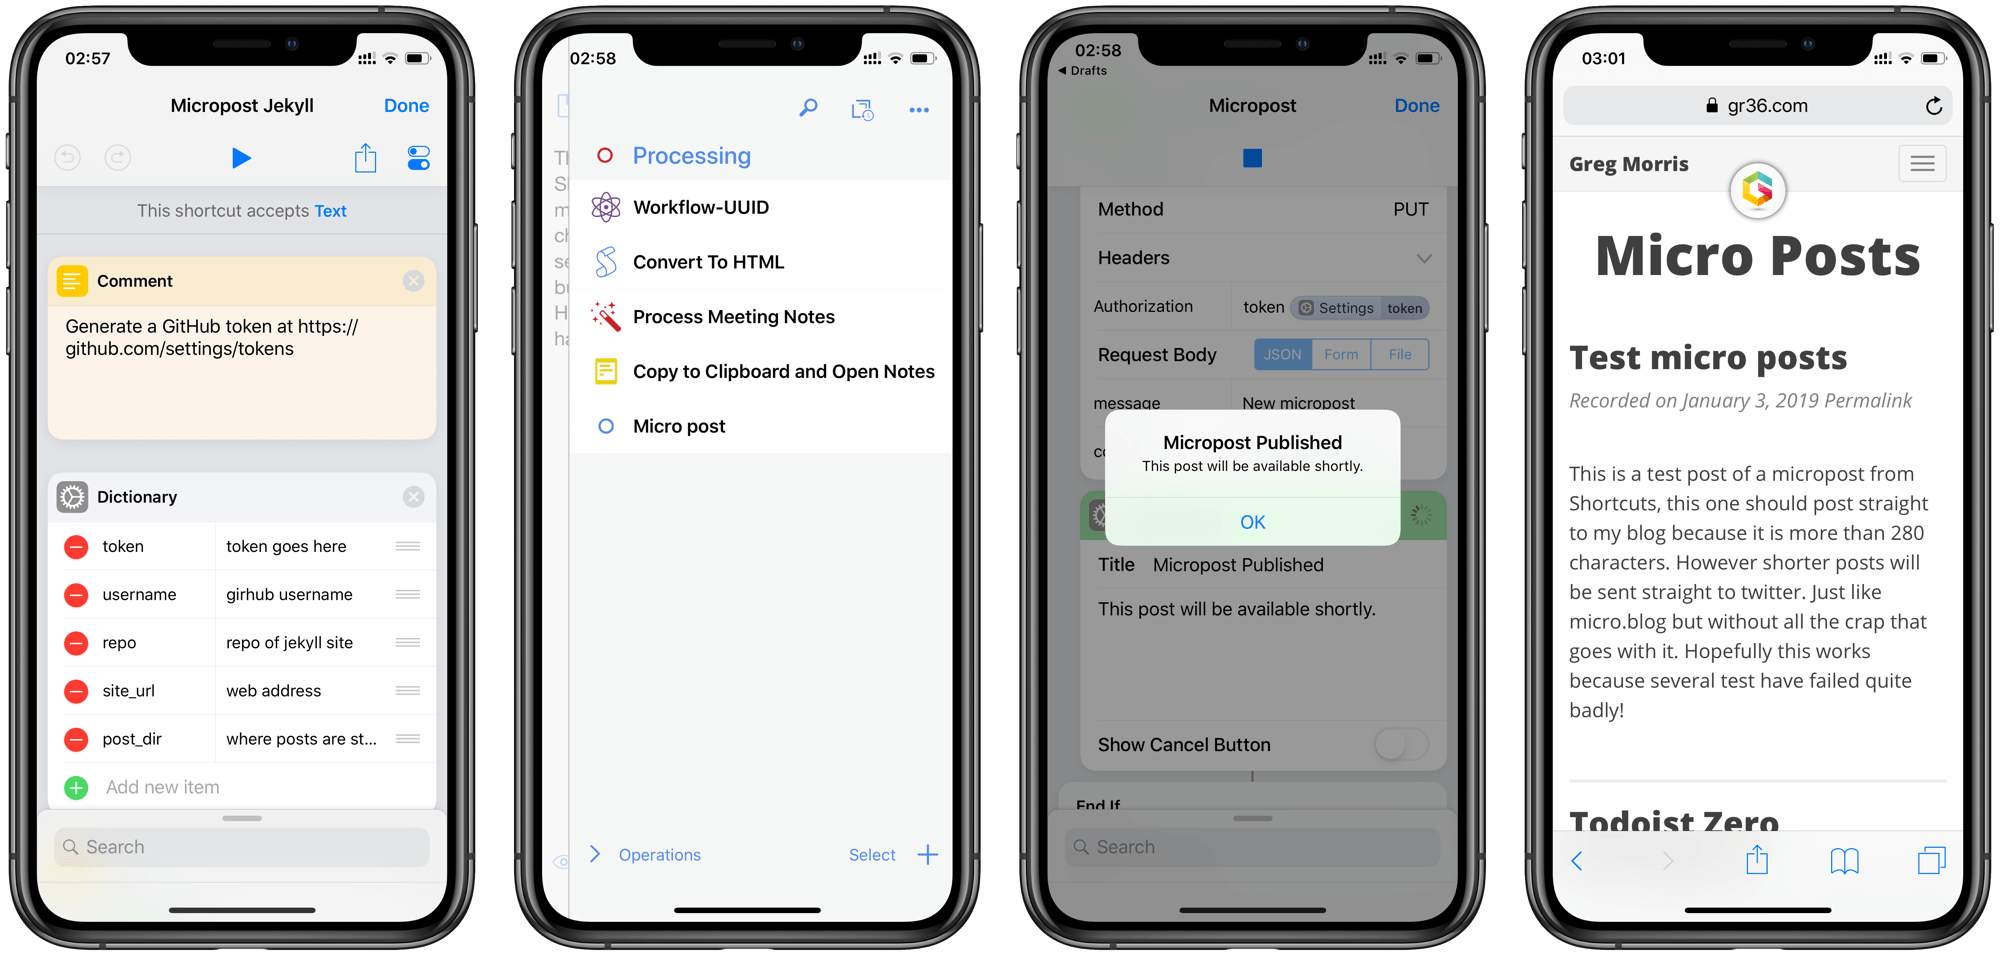 02:57
Micropost Jekyll
Done
This shortcut accepts Text
Comment
Generate a GitHub token at https://
github.com/settings/tokens
Dictionary
token
token goes here
username
girhub username
repo
repo of jekyll site
site_url
web address
post_dir
where posts are st...
Add new item
Search
02:58
Processing
Workflow-UUID
Convert To HTML
Process Meeting Notes
Copy to Clipboard and Open Notes
Micro post
Operations
Select
02:58
Drafts
Micropost
Done
Method
PUT
Headers
Authorization
token Settings token
Request Body
JSON
Form
File
message
New micropost
Micropost Published
This post will be available shortly.
OK
Title
Micropost Published
This post will be available shortly.
Show Cancel Button
End If
Search
03:01
gr36.com
Greg Morris
G
Micro Posts
Test micro posts
Recorded on January 3, 2019 Permalink
This is a test post of a micropost from
Shortcuts, this one should post straight
to my blog because it is more than 280
characters. However shorter posts will
be sent straight to twitter. Just like
micro.blog but without all the crap that
goes with it. Hopefully this works
because several test have failed quite
badly!
Todoist Zero